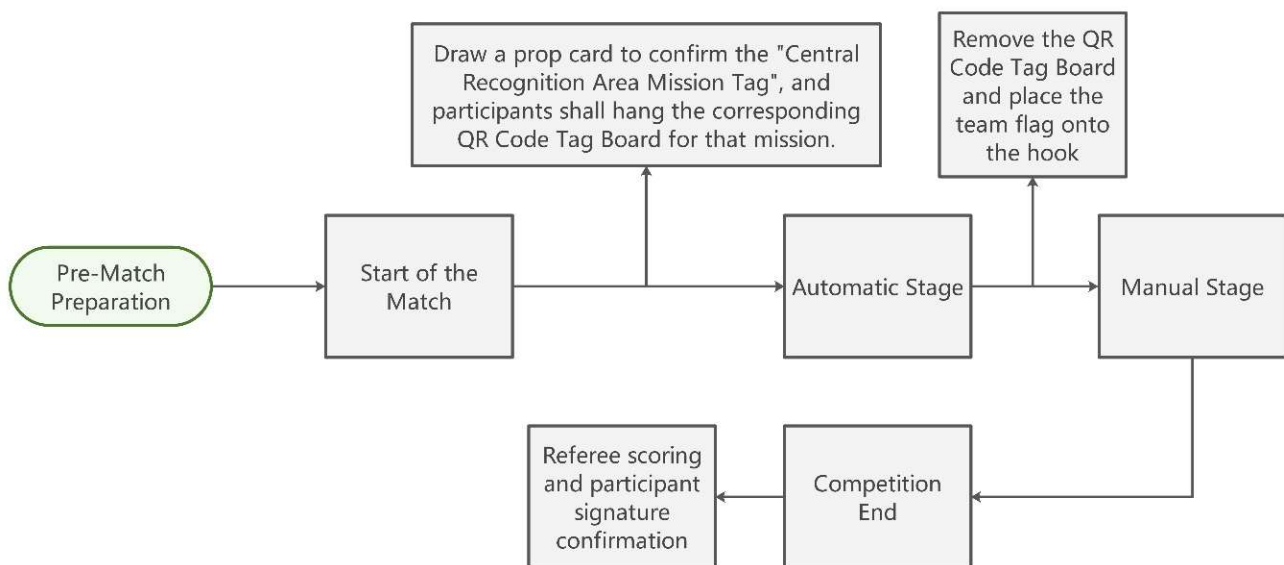 Draw a prop card to confirm the "Central
Recognition Area Mission Tag", and
participants shall hang the corresponding
QR Code Tag Board for that mission.
Remove the QR
Code Tag Board
and place the
team flag onto
the hook
Pre-Match
Preparation
Start of the
Match
Automatic Stage
Manual Stage
Referee scoring
and participant
signature
confirmation
Competition
End